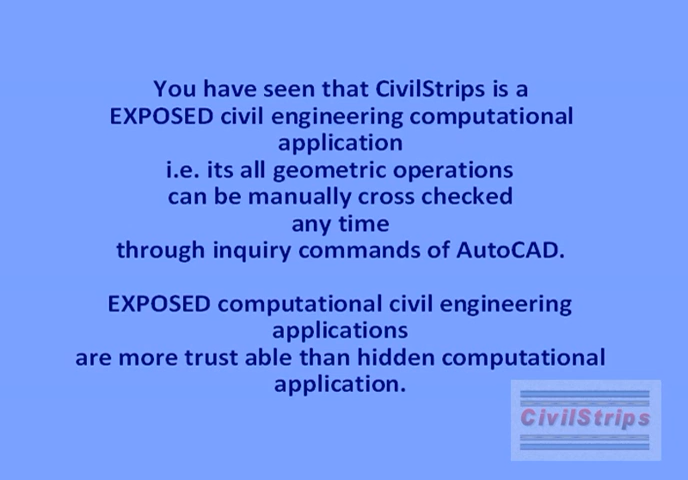 You have seen that CivilStrips is a
EXPOSED civil engineering computational
application
i.e. its all geometric operations
can be manually cross checked
any time
through inquiry commands of AutoCAD.
EXPOSED computational civil engineering
applications
are more trust able than hidden computational
application.
CivilStrips